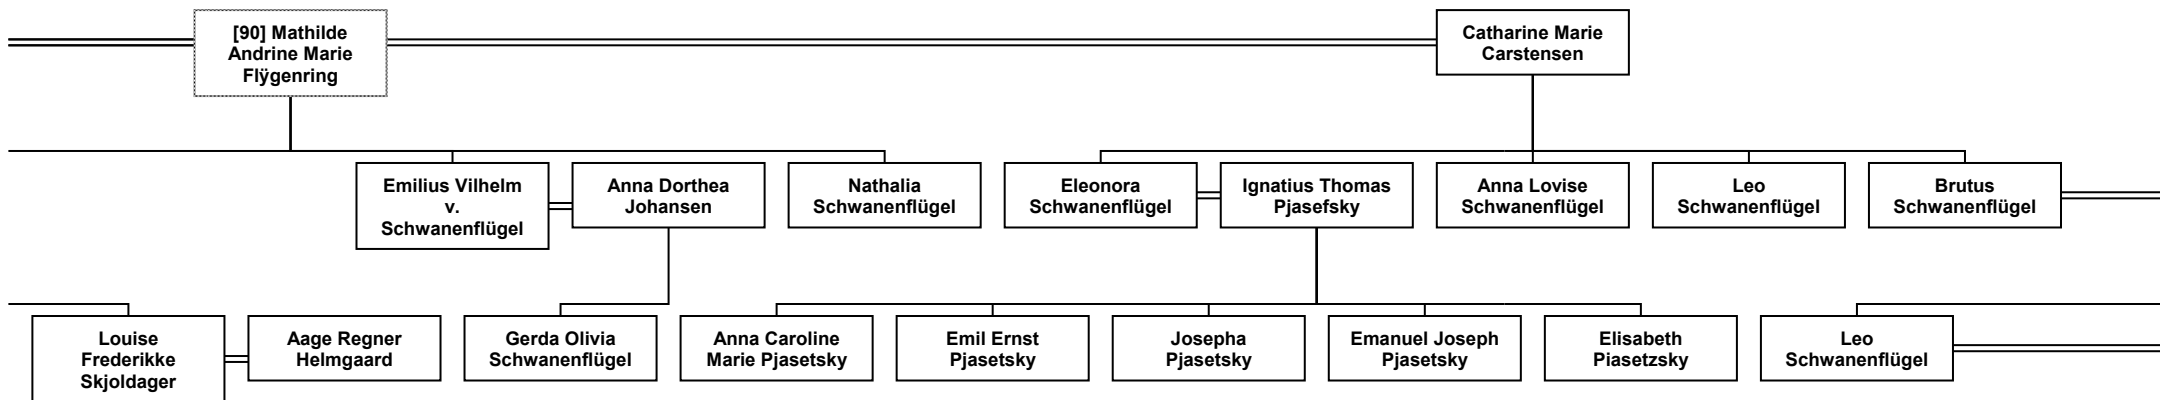 [90] Mathilde
Andrine Marie
Flÿgenring
Catharine Marie
Carstensen
Emilius Vilhelm
v.
Schwanenflügel
Anna Dorthea
Johansen
Nathalia
Schwanenflügel
Eleonora
Schwanenflügel
Ignatius Thomas
Pjasefsky
Anna Lovise
Schwanenflügel
Leo
Schwanenflügel
Brutus
Schwanenflügel
Louise
Frederikke
Skjoldager
Aage Regner
Helmgaard
Gerda Olivia
Schwanenflügel
Anna Caroline
Marie Pjasetsky
Emil Ernst
Pjasetsky
Josepha
Pjasetsky
Emanuel Joseph
Pjasetsky
Elisabeth
Piasetzsky
Leo
Schwanenflügel